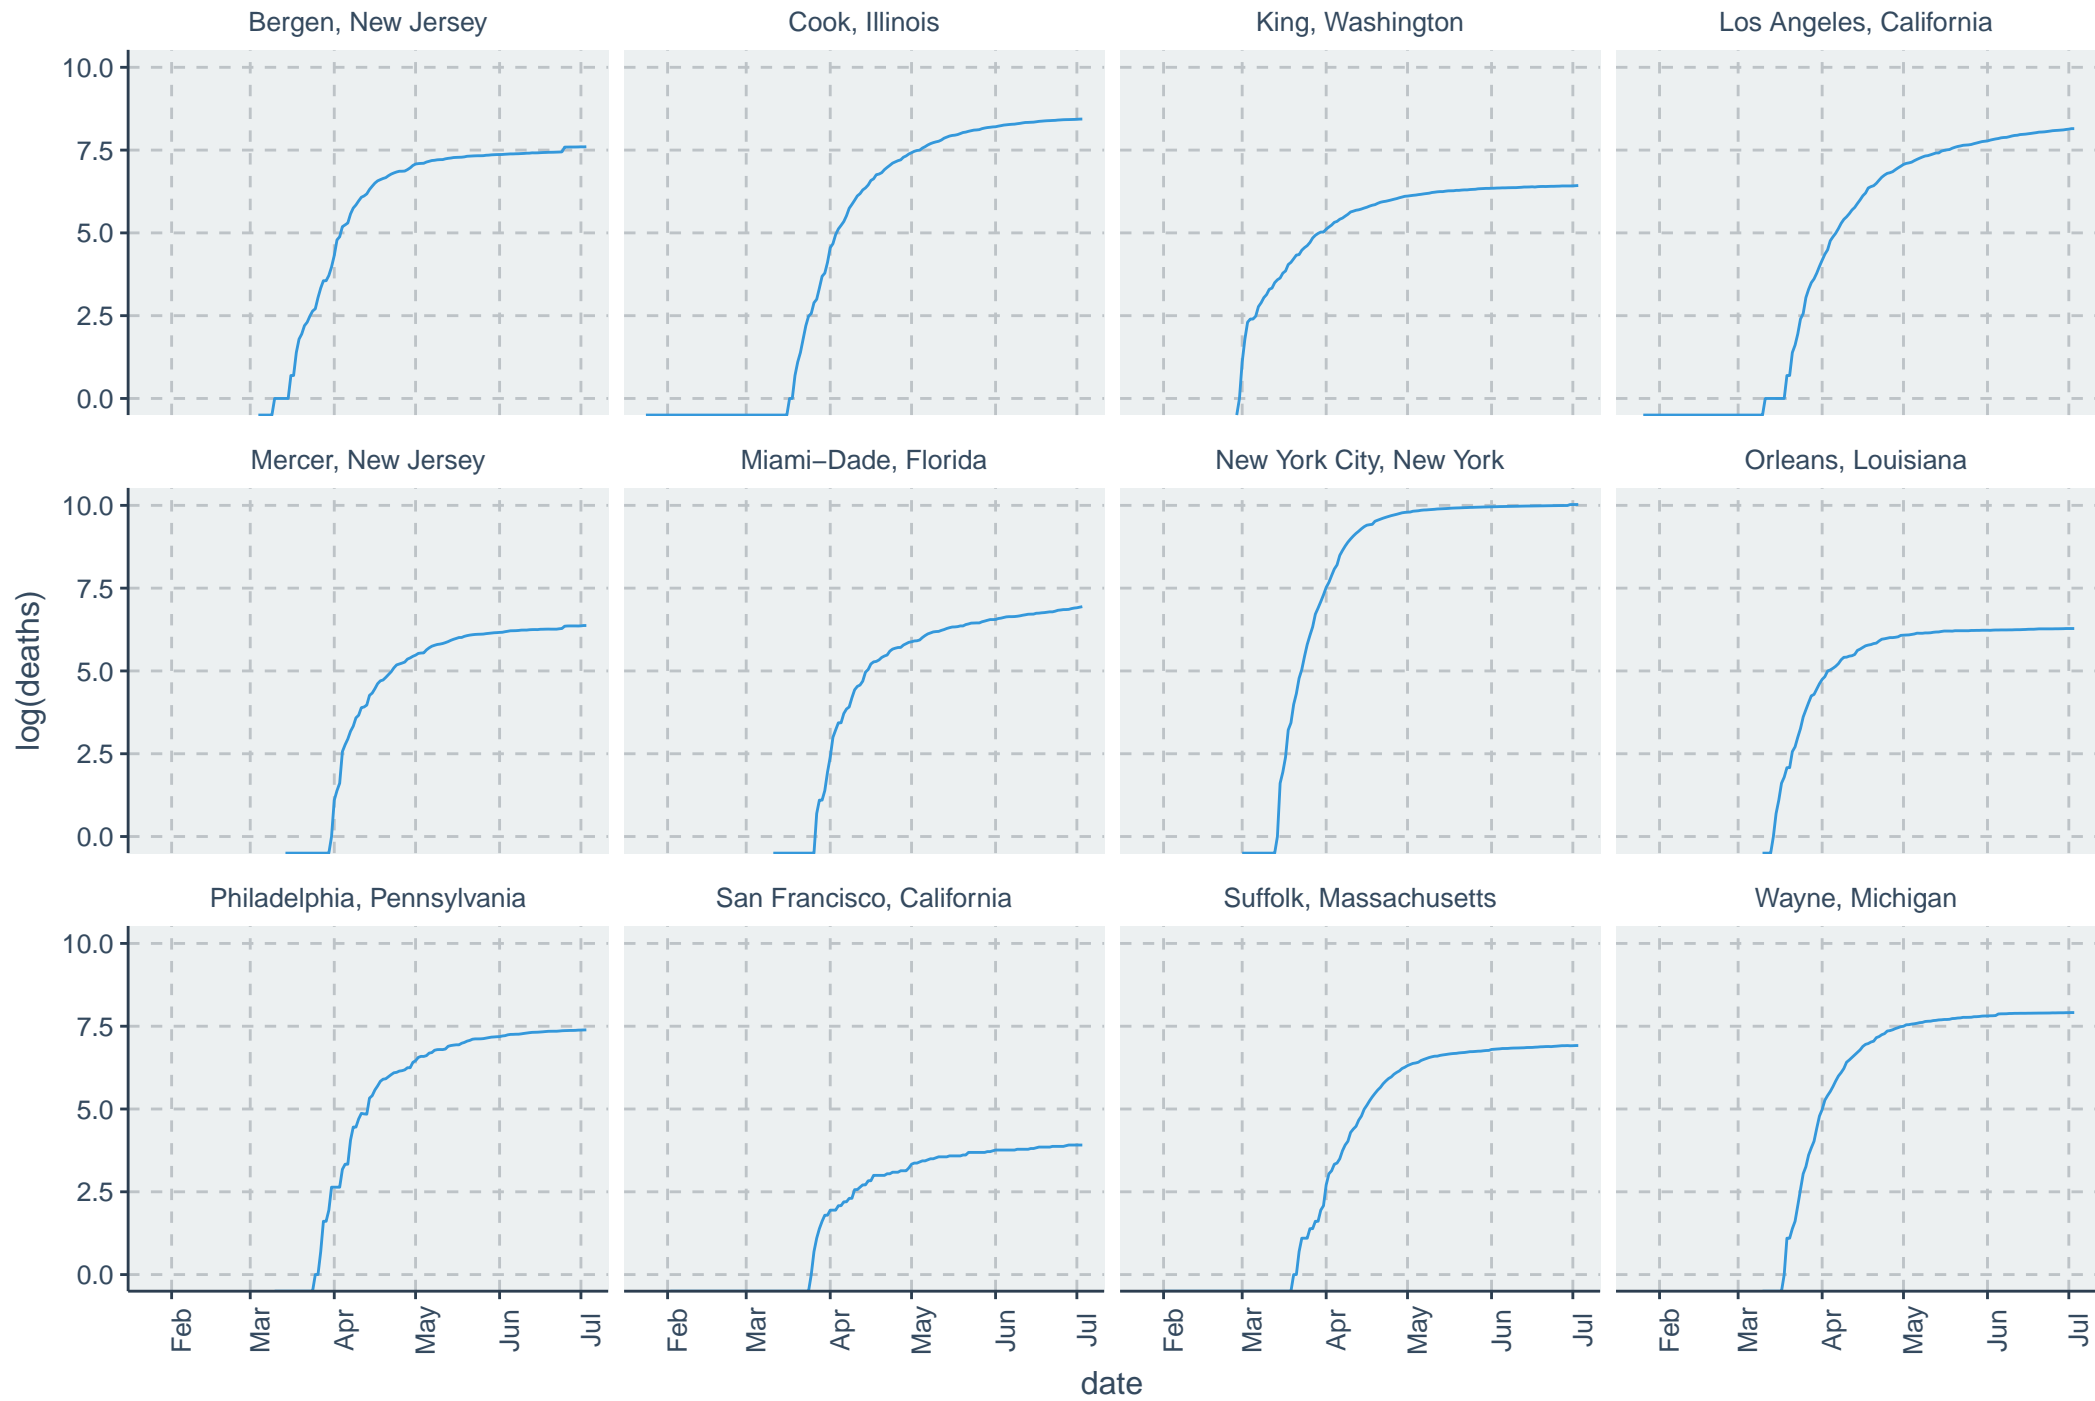 Bergen, New Jersey
Cook, Illinois
King, Washington
Los Angeles, California
10.0
7.5
5.0
2.5
0.0
Mercer, New Jersey
Miami−Dade, Florida
New York City, New York
Orleans, Louisiana
10.0
7.5
5.0
2.5
0.0
log(deaths)
Philadelphia, Pennsylvania
San Francisco, California
Suffolk, Massachusetts
Wayne, Michigan
10.0
7.5
5.0
2.5
0.0
Feb Mar Apr May Jun Jul
Feb Mar Apr May Jun Jul
Feb Mar Apr May Jun Jul
Feb Mar Apr May Jun Jul
date